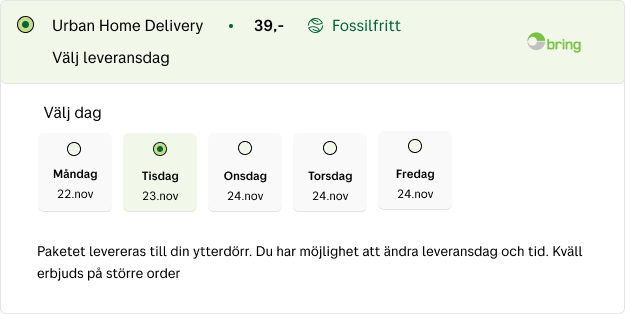 Urban Home Delivery • 39,- Fossilfritt
Välj leveransdag
bring
Välj dag
Måndag Tisdag Onsdag Torsdag Fredag
22.nov 23.nov 24.nov 24.nov 24.nov
Paketet levereras till din ytterdörr. Du har möjlighet att ändra leveransdag och tid. Kväll
erbjuds på större order